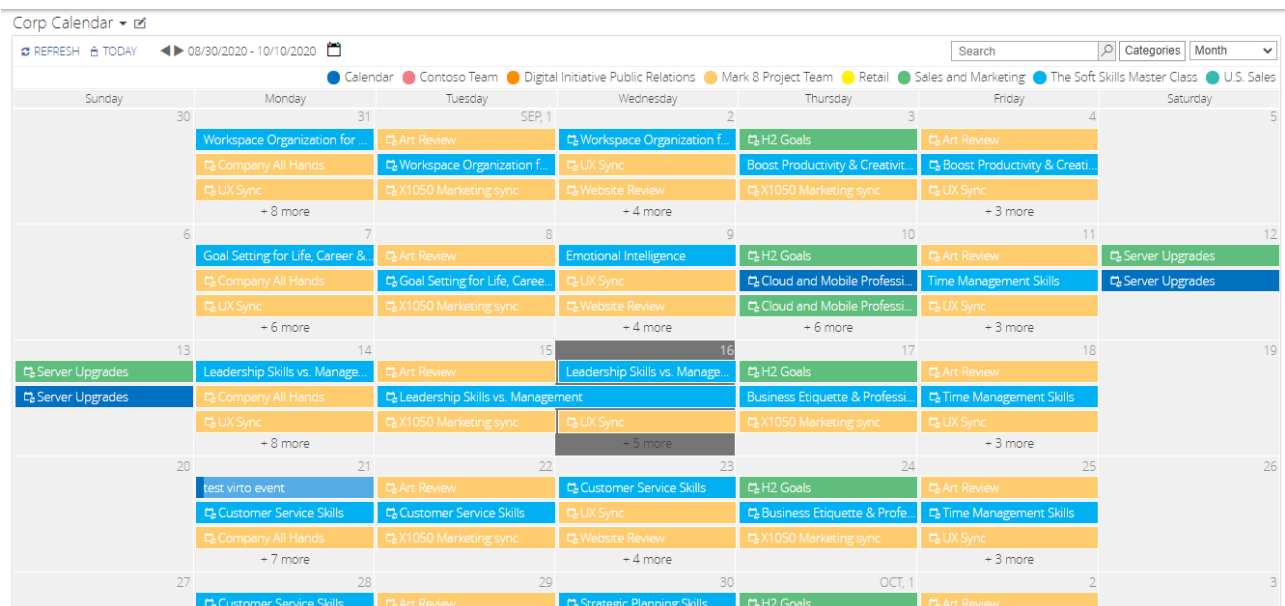 Corp Calendar
REFRESH TODAY 08/30/2020 - 10/10/2020 Search Categories Month
Calendar Contoso Team Digital Initiative Public Relations Mark 8 Project Team Retail Sales and Marketing The Soft Skills Master Class U.S. Sales
Sunday Monday Tuesday Wednesday Thursday Friday Saturday
30 31 SEP, 1 2 3 4 5
Workspace Organization for ... Art Review Workspace Organization f... H2 Goals Art Review
Company All Hands Workspace Organization f... UX Sync Boost Productivity & Creativit... Boost Productivity & Creati...
UX Sync X1050 Marketing sync Website Review X1050 Marketing sync UX Sync
+ 8 more + 4 more + 3 more
6 7 8 9 10 11 12
Goal Setting for Life, Career &... Art Review Emotional Intelligence H2 Goals Art Review Server Upgrades
Company All Hands Goal Setting for Life, Caree... UX Sync Cloud and Mobile Professi... Time Management Skills Server Upgrades
UX Sync X1050 Marketing sync Website Review Cloud and Mobile Professi... UX Sync
+ 6 more + 4 more + 6 more + 3 more
13 14 15 16 17 18 19
Server Upgrades Leadership Skills vs. Manage... Art Review Leadership Skills vs. Manage... H2 Goals Art Review
Server Upgrades Company All Hands Leadership Skills vs. Management Business Etiquette & Professi... Time Management Skills
UX Sync X1050 Marketing sync UX Sync X1050 Marketing sync UX Sync
+ 8 more + 5 more + 3 more
20 21 22 23 24 25 26
test virto event Art Review Customer Service Skills H2 Goals Art Review
Customer Service Skills Customer Service Skills UX Sync Business Etiquette & Profe... Time Management Skills
Company All Hands X1050 Marketing sync Website Review X1050 Marketing sync UX Sync
+ 7 more + 4 more + 3 more
27 28 29 30 OCT, 1 2 3
Customer Service Skills Art Review Strategic Planning Skills H2 Goals Art Review